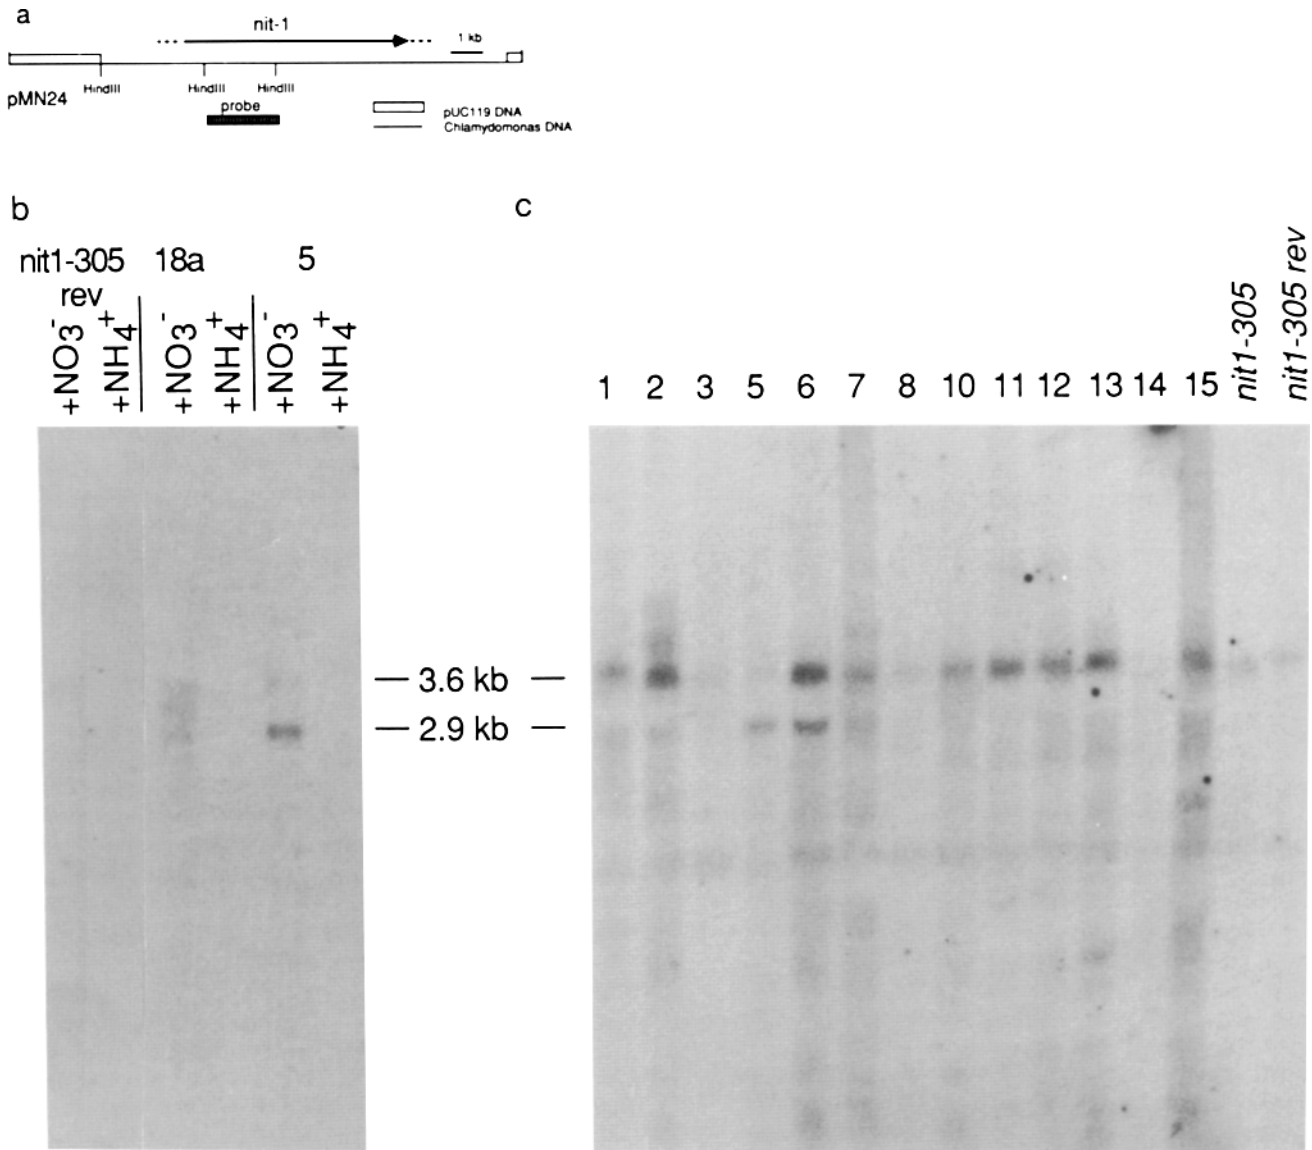 a
nit-1
1 kb
HindIII HindIII HindIII
pMN24
probe
pUC119 DNA
Chlamydomonas DNA
b
nit1-305 rev 18a 5
+NO3- +NH4+ +NO3- +NH4+ +NO3- +NH4+
3.6 kb
2.9 kb
c
1 2 3 5 6 7 8 10 11 12 13 14 15 nit1-305 nit1-305 rev